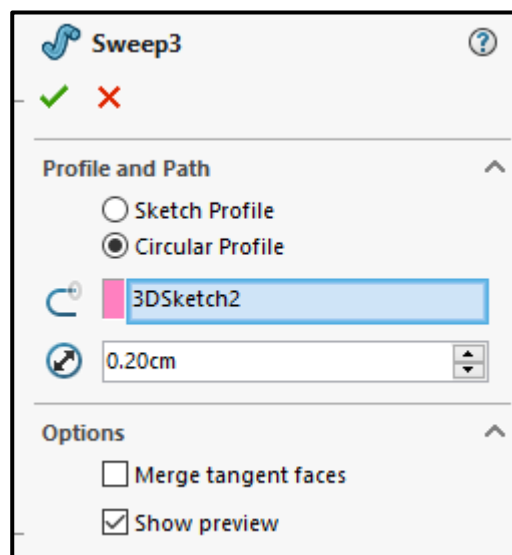 Sweep3
Profile and Path
Sketch Profile
Circular Profile
3DSketch2
0.20cm
Options
Merge tangent faces
Show preview